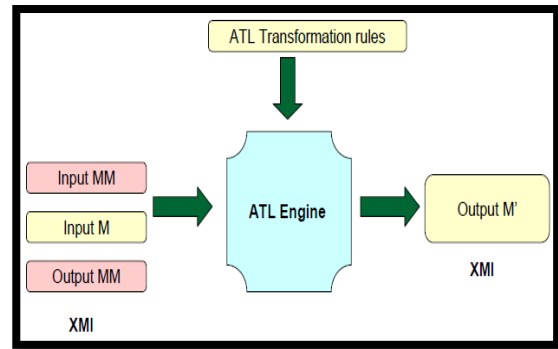 ATL Transformation rules
Input MM
Input M
Output MM
XMI
ATL Engine
Output M'
XMI